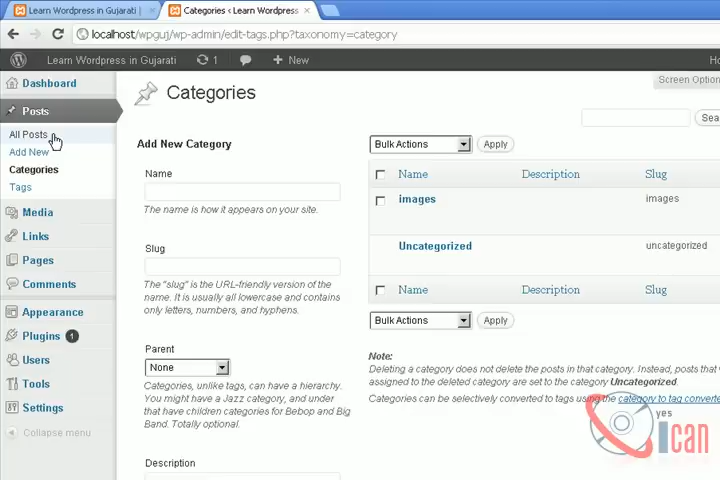 Learn Wordpress in Gujarati |
Categories ‹ Learn Wordpress
localhost/wpguj/wp-admin/edit-tags.php?taxonomy=category
Ho
Learn Wordpress in Gujarati
1
New
Dashboard
Posts
All Posts
Add New
Categories
Tags
Media
Links
Pages
Comments
Appearance
Plugins 1
Users
Tools
Settings
Collapse menu
Screen Option
Categories
Sea
Add New Category
Name
The name is how it appears on your site.
Slug
The "slug" is the URL-friendly version of the
name. It is usually all lowercase and contains
only letters, numbers, and hyphens.
Parent
None
Categories, unlike tags, can have a hierarchy.
You might have a Jazz category, and under
that have children categories for Bebop and Big
Band. Totally optional.
Description
Bulk Actions Apply
Name Description Slug
images images
Uncategorized uncategorized
Name Description Slug
Bulk Actions Apply
Note:
Deleting a category does not delete the posts in that category. Instead, posts that w
assigned to the deleted category are set to the category Uncategorized.
Categories can be selectively converted to tags using the category to tag converte
yes
ican